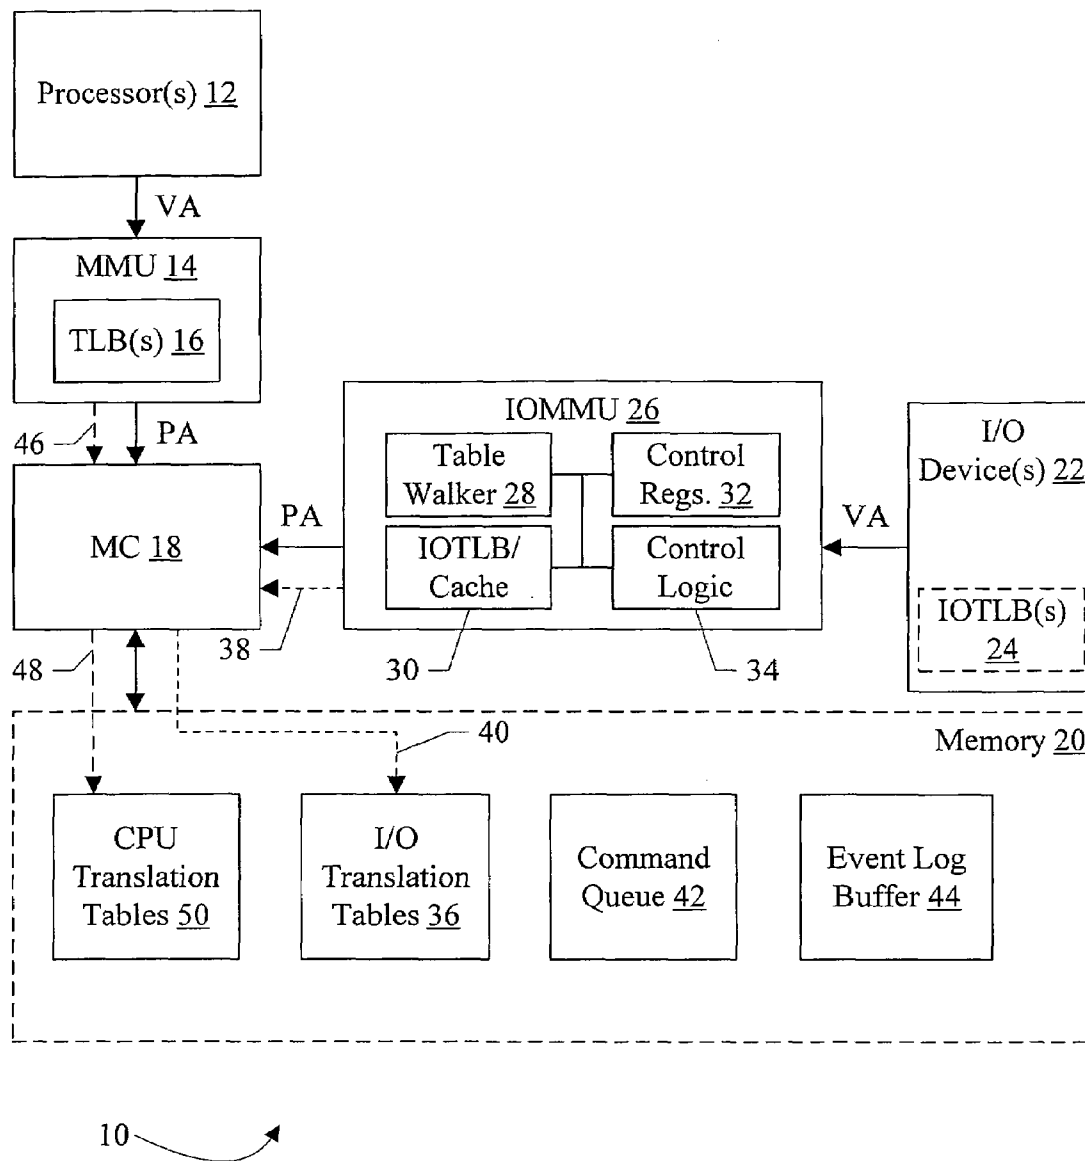 Processor(s) 12
VA
MMU 14
TLB(s) 16
46
PA
MC 18
IOMMU 26
Table
Walker 28
Control
Regs. 32
IOTLB/
Cache
Control
Logic
PA
38
30
34
VA
I/O
Device(s) 22
IOTLB(s)
24
48
40
Memory 20
CPU
Translation
Tables 50
I/O
Translation
Tables 36
Command
Queue 42
Event Log
Buffer 44
10